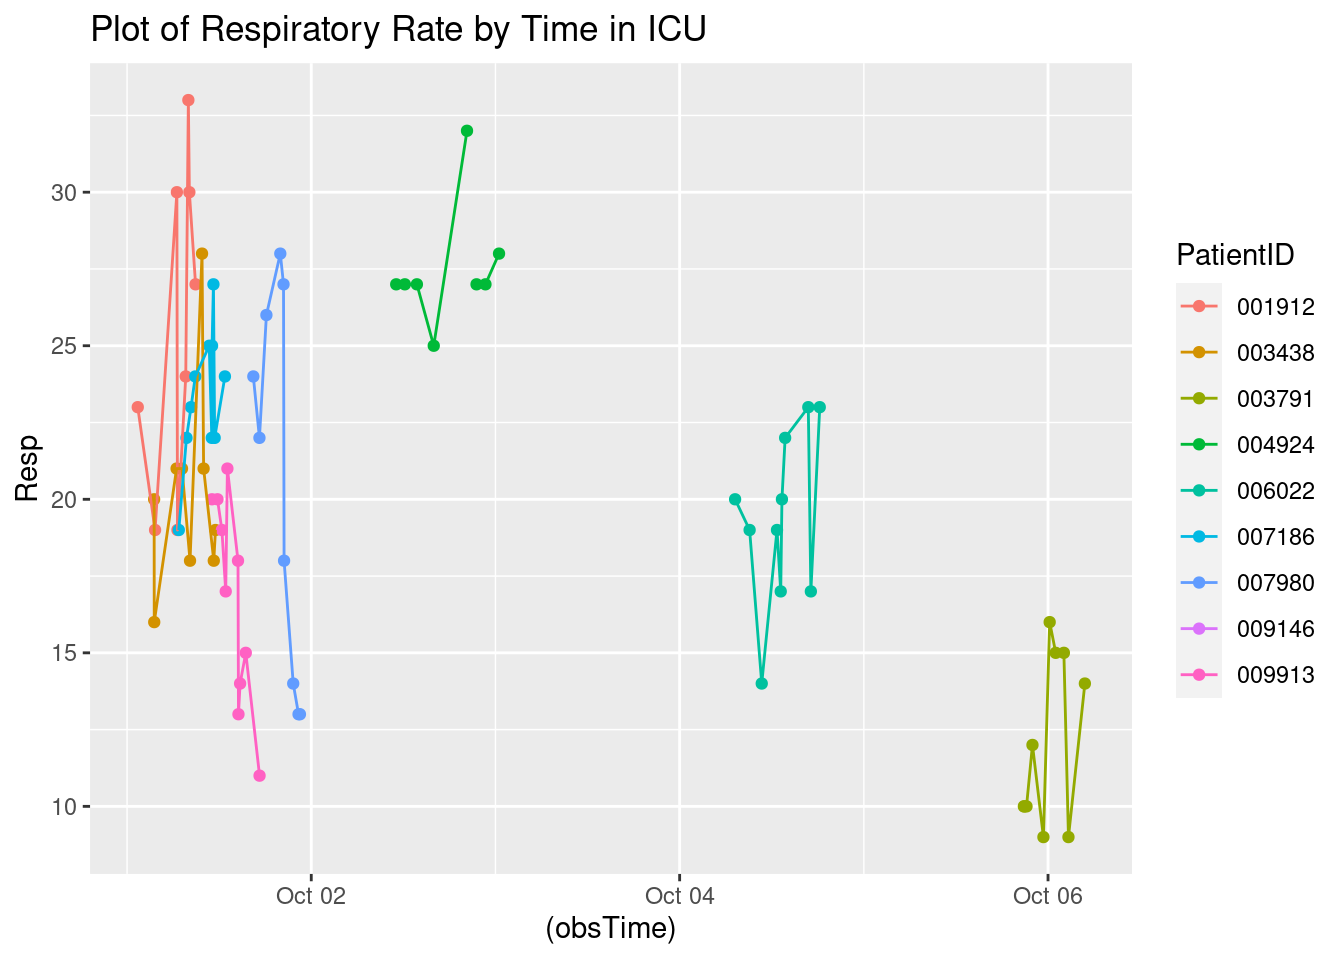 Plot of Respiratory Rate by Time in ICU
Resp
30
25
20
15
10
Oct 02
Oct 04
Oct 06
(obsTime)
PatientID
001912
003438
003791
004924
006022
007186
007980
009146
009913